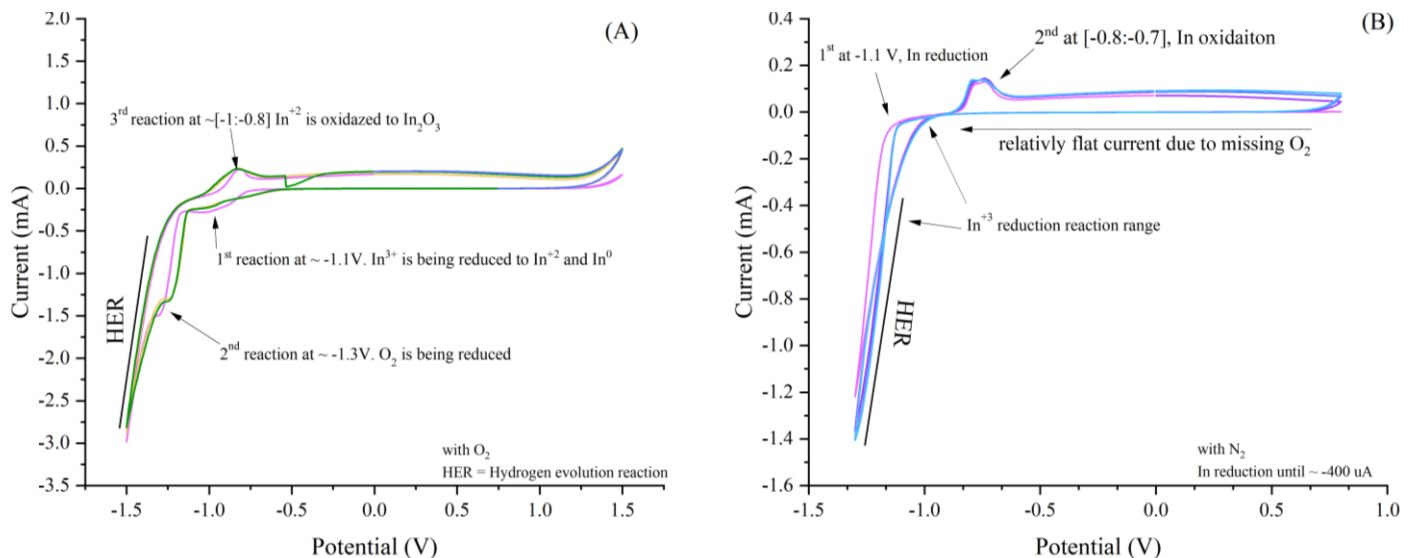 (A)
2.0
1.5
1.0
0.5
0.0
-0.5
-1.0
-1.5
-2.0
-2.5
-3.0
-3.5
Current (mA)
3rd reaction at ~[-1:-0.8] In+2 is oxidazed to In2O3
1st reaction at ~ -1.1V. In3+ is being reduced to In+2 and In0
HER
2nd reaction at ~ -1.3V. O2 is being reduced
with O2
HER = Hydrogen evolution reaction
-1.5
-1.0
-0.5
0.0
0.5
1.0
1.5
Potential (V)
(B)
0.4
0.2
0.0
-0.2
-0.4
-0.6
-0.8
-1.0
-1.2
-1.4
-1.6
Current (mA)
2nd at [-0.8:-0.7], In oxidaiton
1st at -1.1 V, In reduction
relativly flat current due to missing O2
In+3 reduction reaction range
HER
with N2
In reduction until ~ -400 uA
-1.5
-1.0
-0.5
0.0
0.5
1.0
Potential (V)